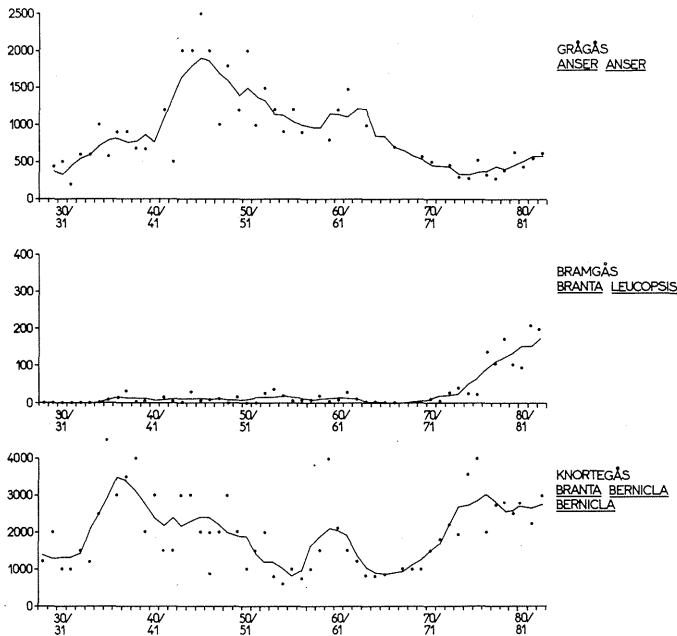 2500
2000
1500
1000
500
0
30/ 40/ 50/ 60/ 70/ 80/
31 41 51 61 71 81
GRÅGÅS
ANSER ANSER
400
300
200
100
0
30/ 40/ 50/ 60/ 70/ 80/
31 41 51 61 71 81
BRAMGÅS
BRANTA LEUCOPSIS
4000
3000
2000
1000
0
30/ 40/ 50/ 60/ 70/ 80/
31 41 51 61 71 81
KNORTEGÅS
BRANTA BERNICLA
BERNICLA